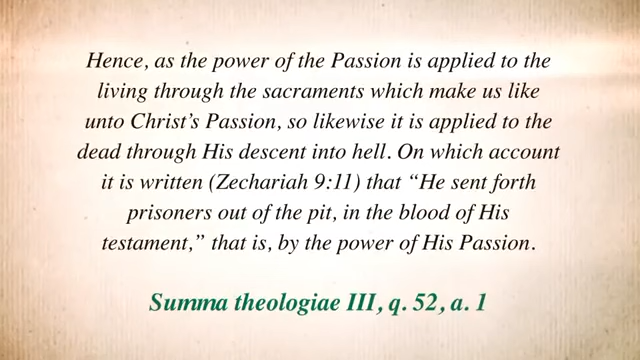 Hence, as the power of the Passion is applied to the
living through the sacraments which make us like
unto Christ’s Passion, so likewise it is applied to the
dead through His descent into hell. On which account
it is written (Zechariah 9:11) that “He sent forth
prisoners out of the pit, in the blood of His
testament,” that is, by the power of His Passion.
Summa theologiae III, q. 52, a. 1